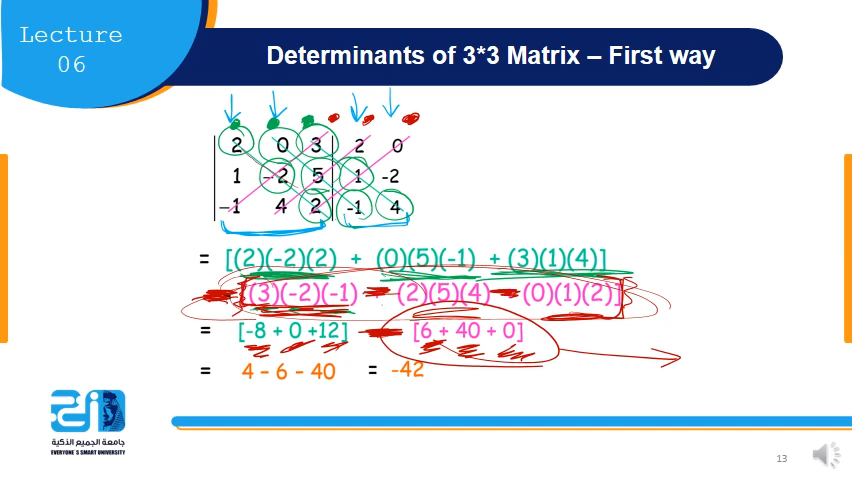 Lecture
06
Determinants of 3*3 Matrix – First way
2 0 3 2 0
1 -2 5 1 -2
-1 4 2 -1 4
= [(2)(-2)(2) + (0)(5)(-1) + (3)(1)(4)]
(3)(-2)(-1) (2)(5)(4) (0)(1)(2)]
= [-8 + 0 +12] [6 + 40 + 0]
= 4 – 6 – 40 = -42
جامعة الجميع الذكية
EVERYONE`S SMART UNIVERSITY
13